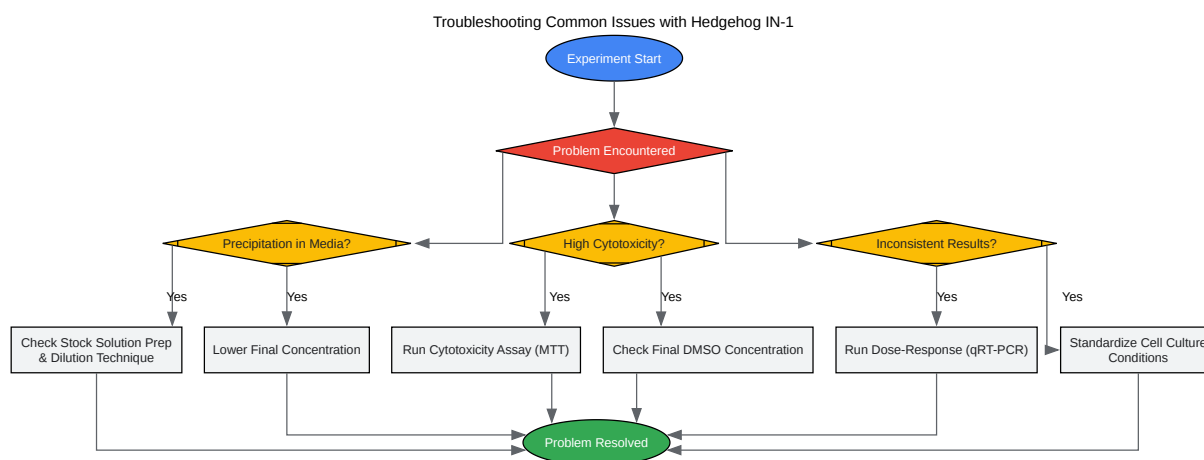 Troubleshooting Common Issues with Hedgehog IN-1
Experiment Start
Problem Encountered
Precipitation in Media?
High Cytotoxicity?
Inconsistent Results?
Yes
Yes
Yes
Yes
Yes
Yes
Check Stock Solution Prep
& Dilution Technique
Lower Final Concentration
Run Cytotoxicity Assay (MTT)
Check Final DMSO Concentration
Run Dose-Response (qRT-PCR)
Standardize Cell Culture
Conditions
Problem Resolved